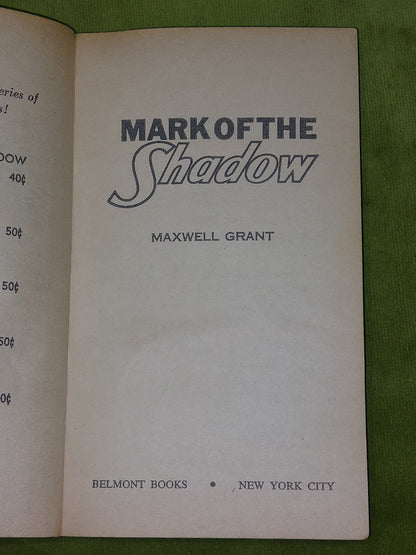 eries of
s!
DOW
40¢
50¢
50¢
50¢
0¢
MARK OF THE
Shadow
MAXWELL GRANT
BELMONT BOOKS • NEW YORK CITY